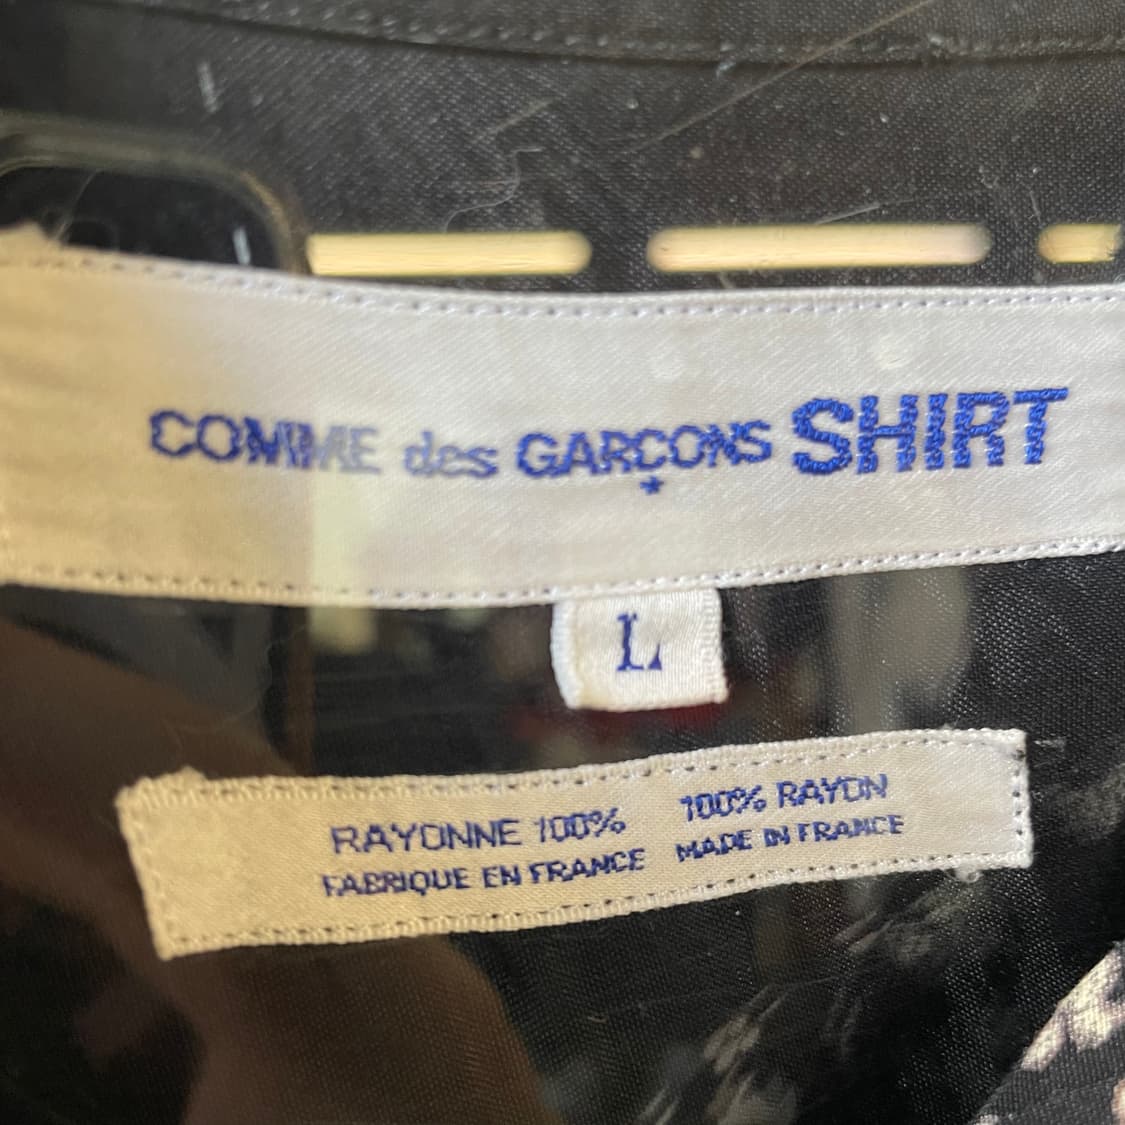 COMME des GARÇONS SHIRT
*
L
RAYONNE 100%
FABRIQUE EN FRANCE
100% RAYON
MADE IN FRANCE